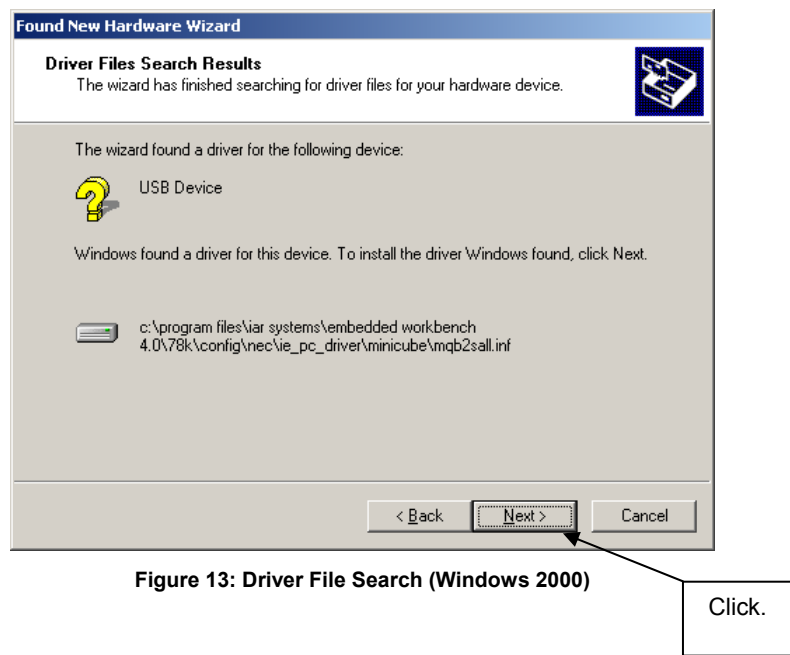 Found New Hardware Wizard
Driver Files Search Results
The wizard has finished searching for driver files for your hardware device.
The wizard found a driver for the following device:
USB Device
Windows found a driver for this device. To install the driver Windows found, click Next.
c:\program files\iar systems\embedded workbench
4.0\78k\config\nec\ie_pc_driver\minicube\mqb2sall.inf
< Back
Next >
Cancel
Figure 13: Driver File Search (Windows 2000)
Click.